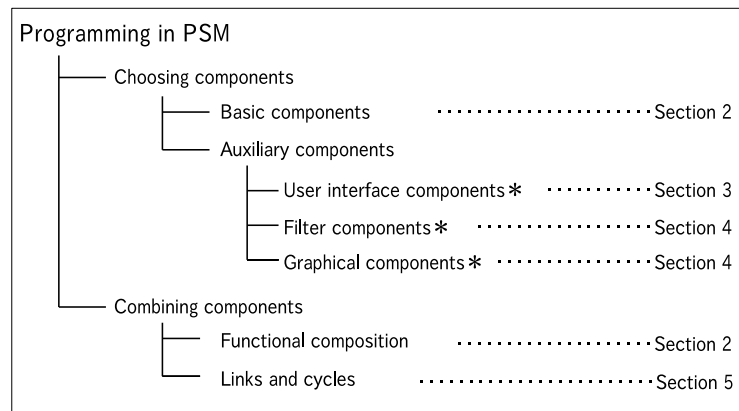 Programming in PSM
Choosing components
Basic components ························ Section 2
Auxiliary components
User interface components* ············ Section 3
Filter components* ···················· Section 4
Graphical components* ·················· Section 4
Combining components
Functional composition ······················ Section 2
Links and cycles ·························· Section 5